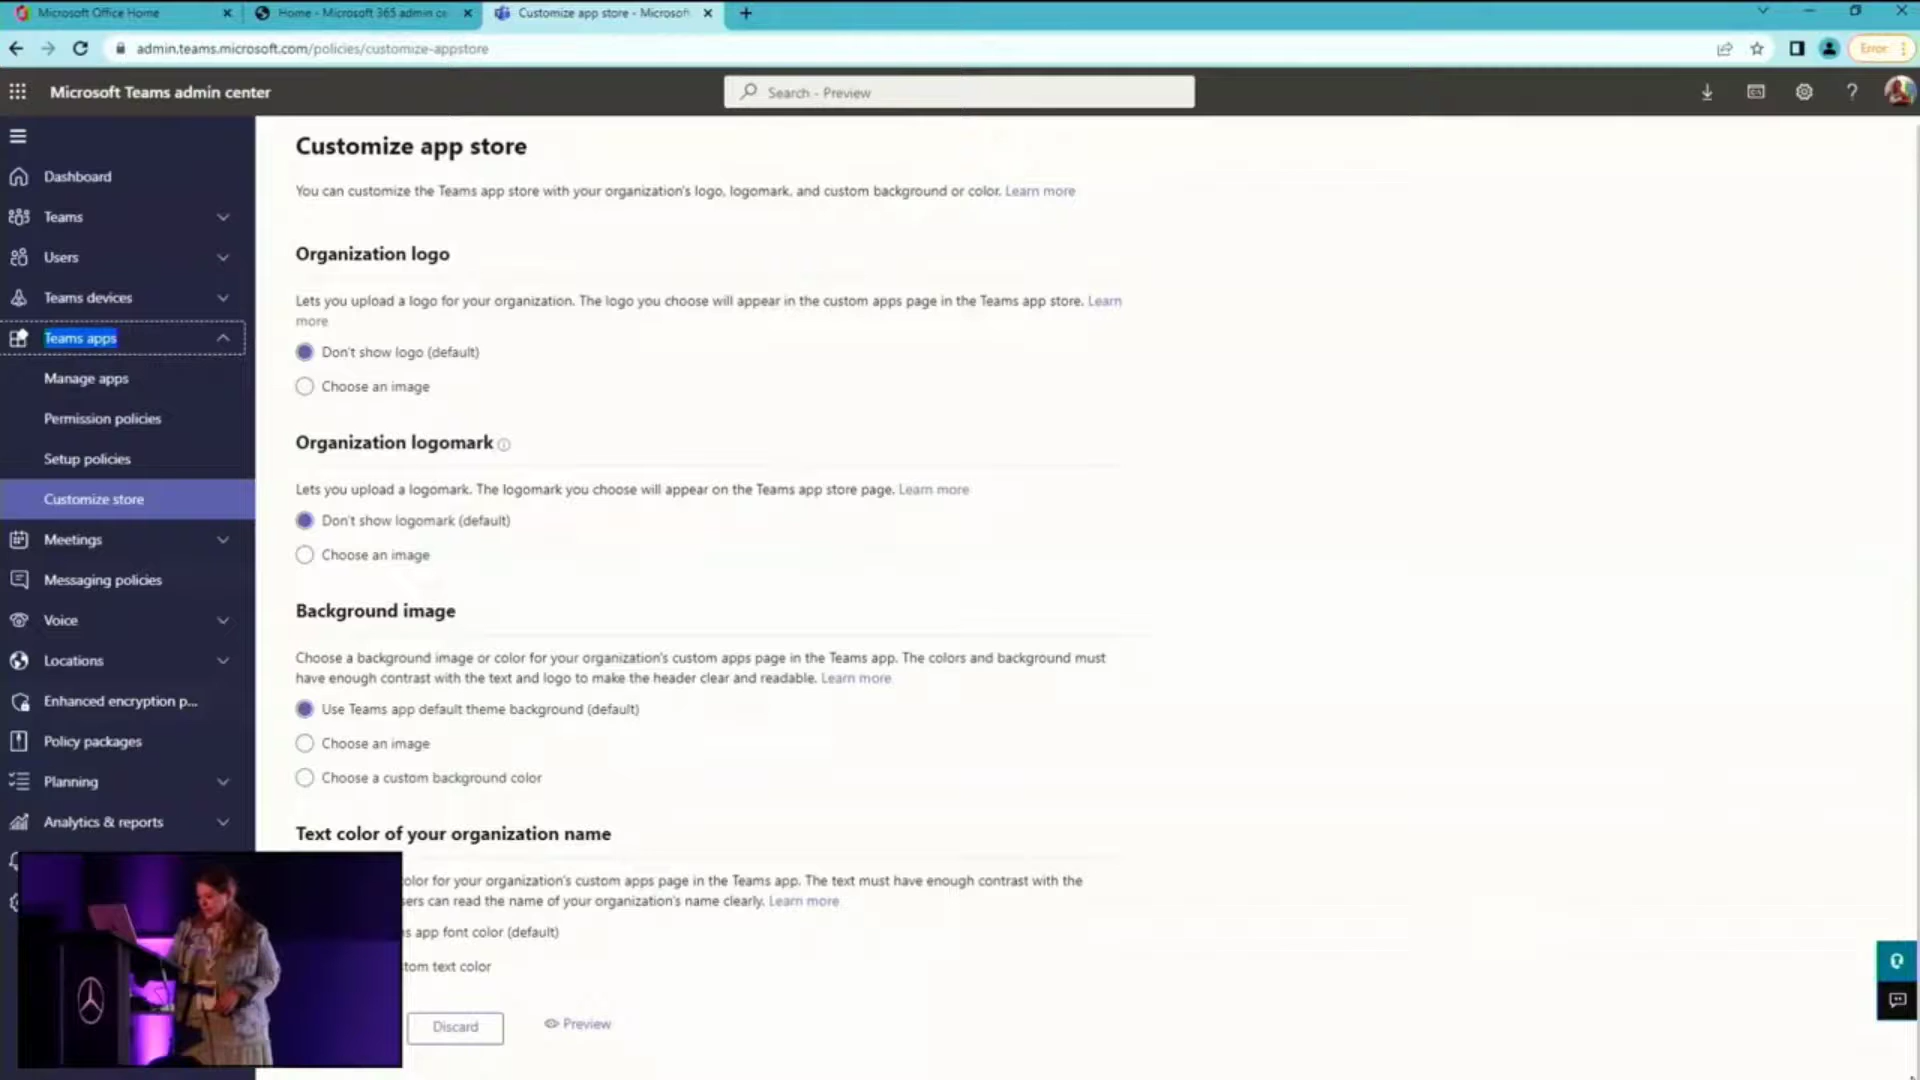 Microsoft Office Home
Home - Microsoft 365 admin ce
Customize app store - Microsoft
admin.teams.microsoft.com/policies/customize-appstore
Error
Microsoft Teams admin center
Search - Preview
Dashboard
Teams
Users
Teams devices
Teams apps
Manage apps
Permission policies
Setup policies
Customize store
Meetings
Messaging policies
Voice
Locations
Enhanced encryption p...
Policy packages
Planning
Analytics & reports
Customize app store
You can customize the Teams app store with your organization's logo, logomark, and custom background or color. Learn more
Organization logo
Lets you upload a logo for your organization. The logo you choose will appear in the custom apps page in the Teams app store. Learn
more
Don't show logo (default)
Choose an image
Organization logomark
Lets you upload a logomark. The logomark you choose will appear on the Teams app store page. Learn more
Don't show logomark (default)
Choose an image
Background image
Choose a background image or color for your organization's custom apps page in the Teams app. The colors and background must
have enough contrast with the text and logo to make the header clear and readable. Learn more
Use Teams app default theme background (default)
Choose an image
Choose a custom background color
Text color of your organization name
olor for your organization's custom apps page in the Teams app. The text must have enough contrast with the
ers can read the name of your organization's name clearly. Learn more
s app font color (default)
tom text color
Discard
Preview